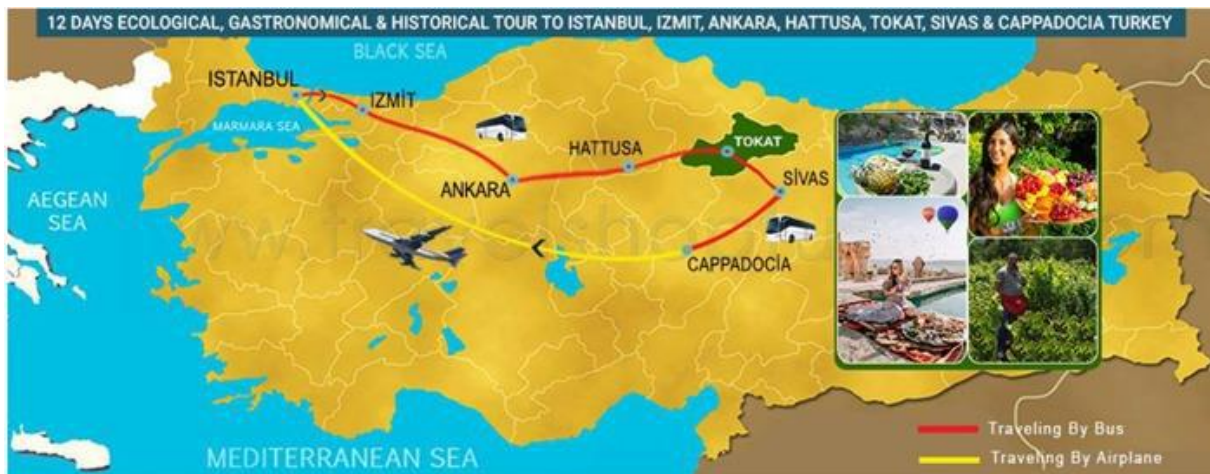 12 DAYS ECOLOGICAL, GASTRONOMICAL & HISTORICAL TOUR TO ISTANBUL, IZMIT, ANKARA, HATTUSA, TOKAT, SIVAS & CAPPADOCIA TURKEY
BLACK SEA
ISTANBUL
IZMİT
MARMARA SEA
HATTUSA
TOKAT
ANKARA
SİVAS
AEGEAN
SEA
CAPPADOCİA
Traveling By Bus
MEDITERRANEAN SEA
Traveling By Airplane